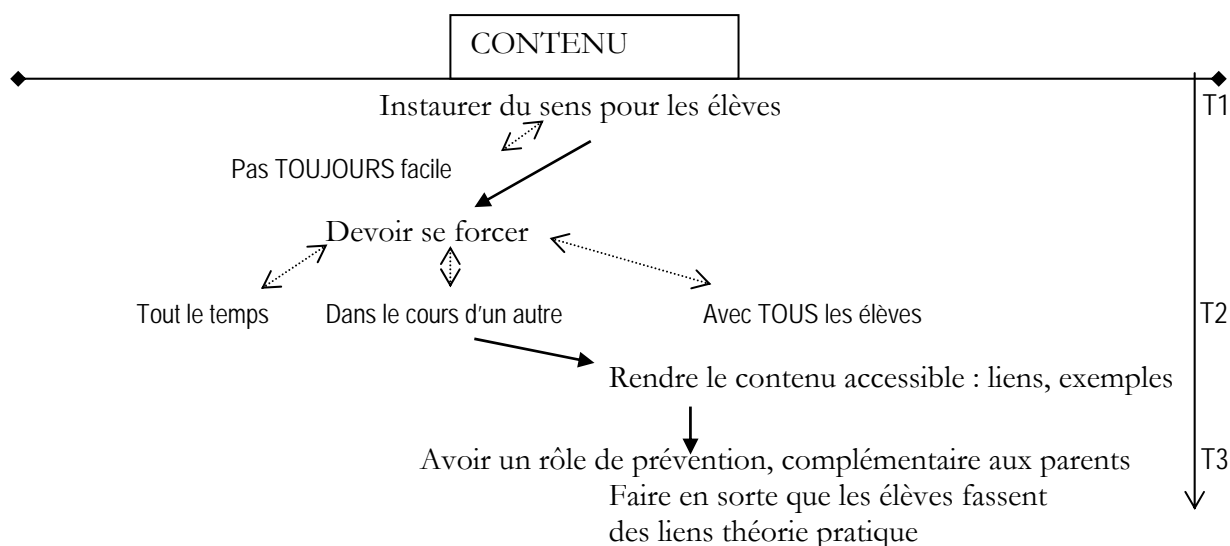 CONTENU
Instaurer du sens pour les élèves
T1
Pas TOUJOURS facile
Devoir se forcer
Tout le temps
Dans le cours d'un autre
Avec TOUS les élèves
T2
Rendre le contenu accessible : liens, exemples
Avoir un rôle de prévention, complémentaire aux parents
T3
Faire en sorte que les élèves fassent
des liens théorie pratique